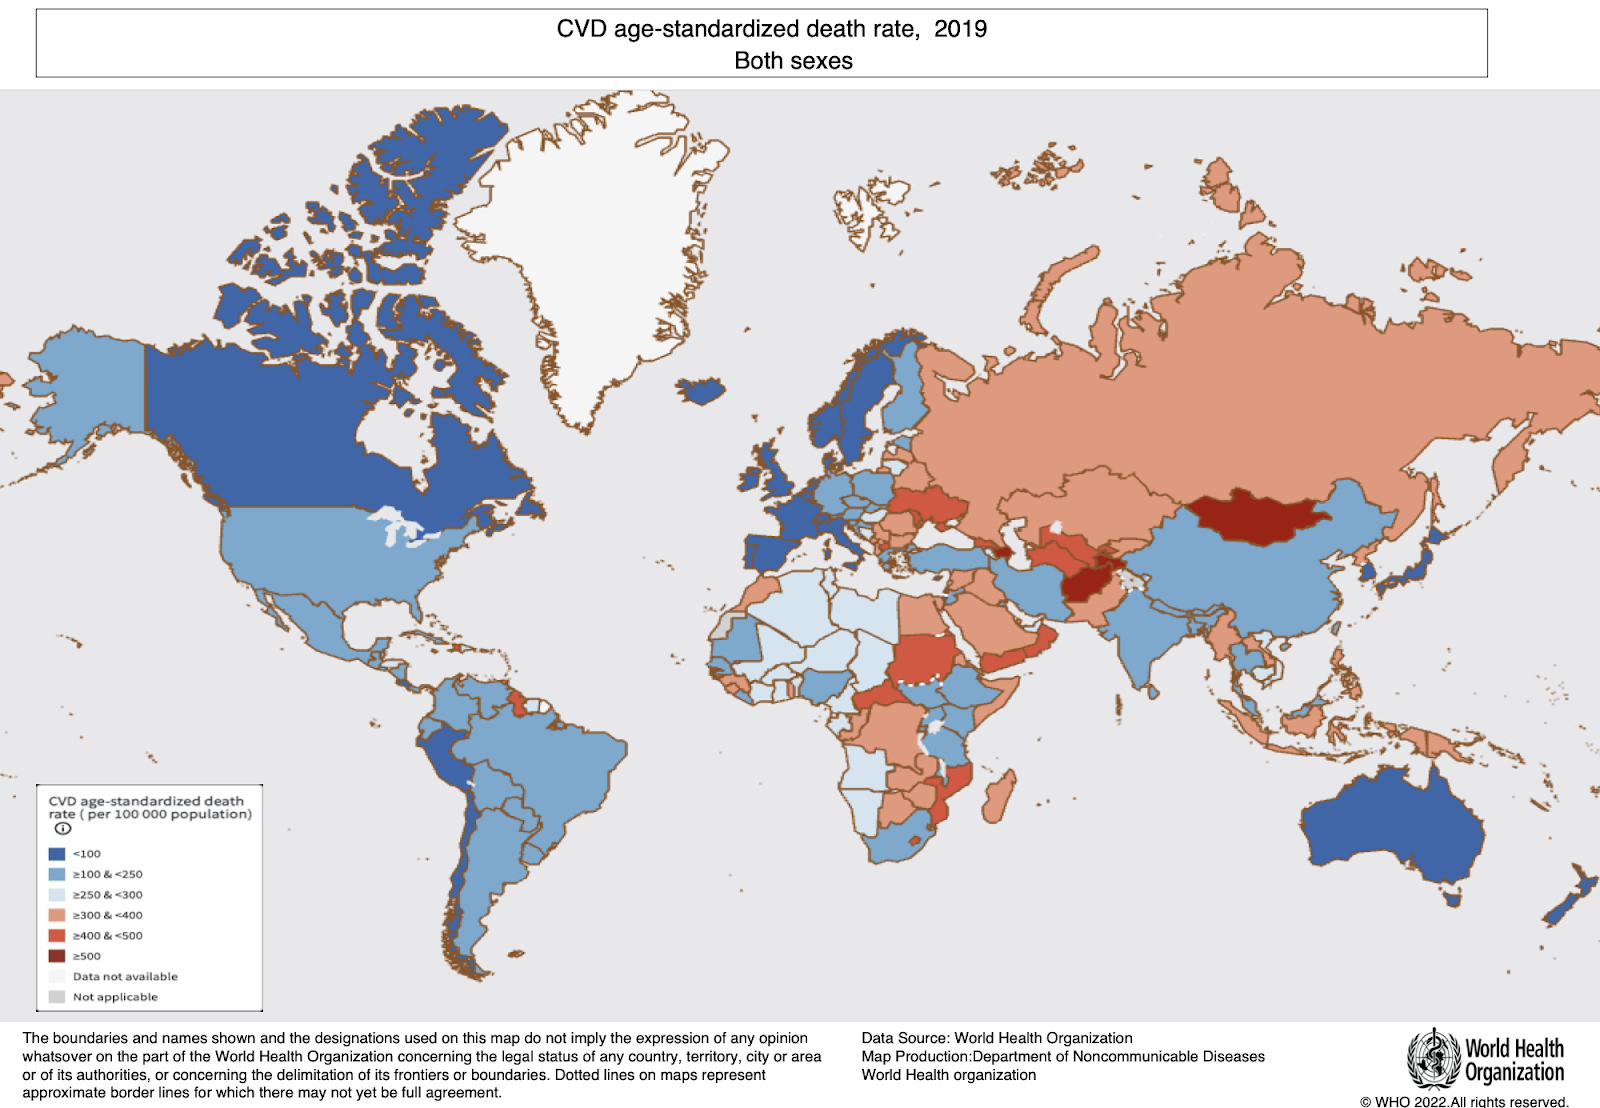 CVD age-standardized death rate,  2019
Both sexes
CVD age-standardized death
rate ( per 100 000 population)
<100
≥100 & <250
≥250 & <300
≥300 & <400
≥400 & <500
≥500
Data not available
Not applicable
The boundaries and names shown and the designations used on this map do not imply the expression of any opinion
whatsover on the part of the World Health Organization concerning the legal status of any country, territory, city or area
or of its authorities, or concerning the delimitation of its frontiers or boundaries. Dotted lines on maps represent
approximate border lines for which there may not yet be full agreement.
Data Source: World Health Organization
Map Production:Department of Noncommunicable Diseases
World Health organization
World Health
Organization
© WHO 2022.All rights reserved.